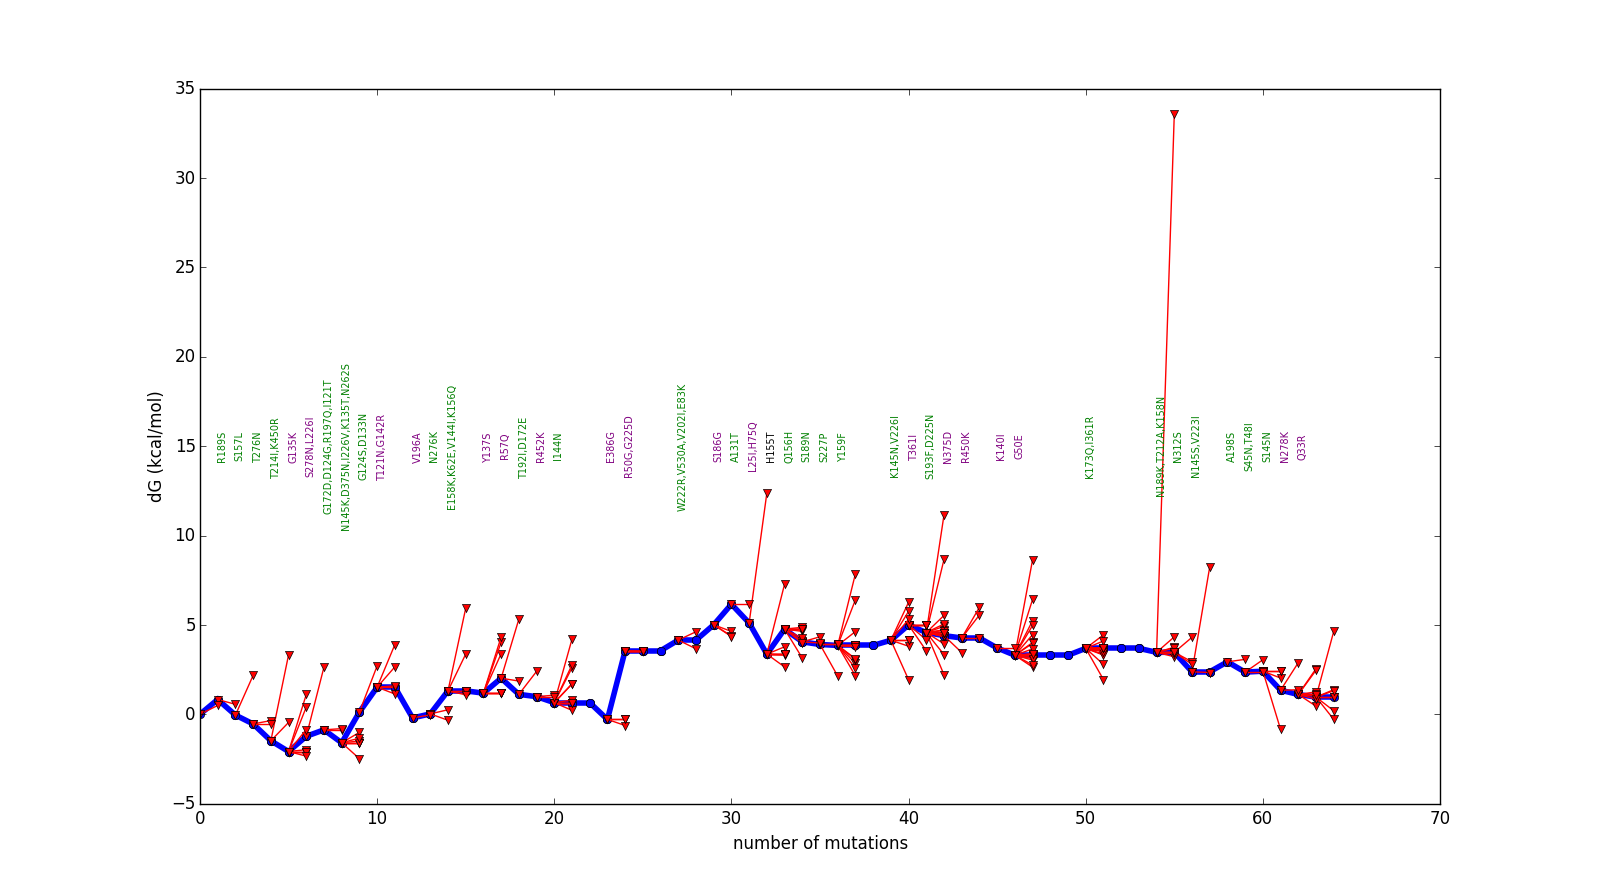 35
30
25
20
15
10
5
0
−5
dG (kcal/mol)
R189S
S157L
T276N
T214I,K450R
G135K
S278N,L226I
G172D,D124G,R197Q,I121T
N145K,D375N,I226V,K135T,N262S
G124S,D133N
T121N,G142R
V196A
N276K
E158K,K62E,V144I,K156Q
Y137S
R57Q
T192I,D172E
R452K
I144N
E386G
R50G,G225D
W222R,V530A,V202I,E83K
S186G
A131T
L25I,H75Q
H155T
Q156H
S189N
S227P
Y159F
K145N,V226I
T361I
S193F,D225N
N375D
R450K
K140I
G50E
K173Q,I361R
N189K,T212A,K158N
N312S
N145S,V223I
A198S
S45N,T48I
S145N
N278K
Q33R
0 10 20 30 40 50 60 70
number of mutations